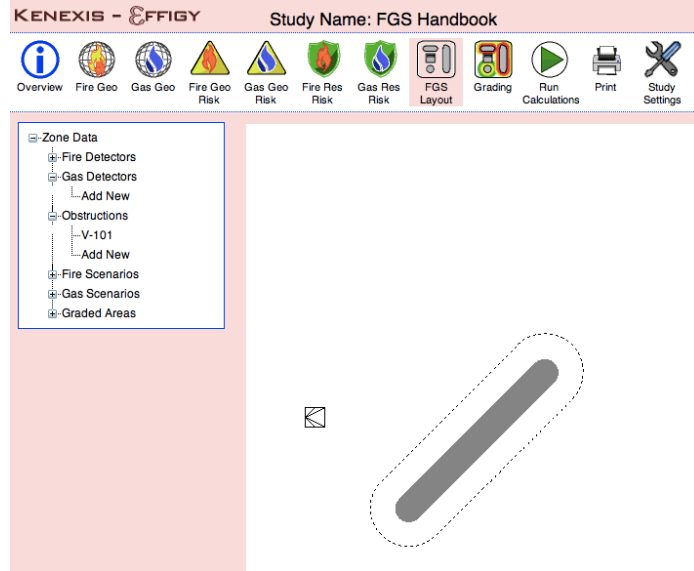 KENEXIS - EFFIGY
Study Name: FGS Handbook
Overview
Fire Geo
Gas Geo
Fire Geo
Risk
Gas Geo
Risk
Fire Res
Risk
Gas Res
Risk
FGS
Layout
Grading
Run
Calculations
Print
Study
Settings
Zone Data
Fire Detectors
Gas Detectors
Add New
Obstructions
V-101
Add New
Fire Scenarios
Gas Scenarios
Graded Areas